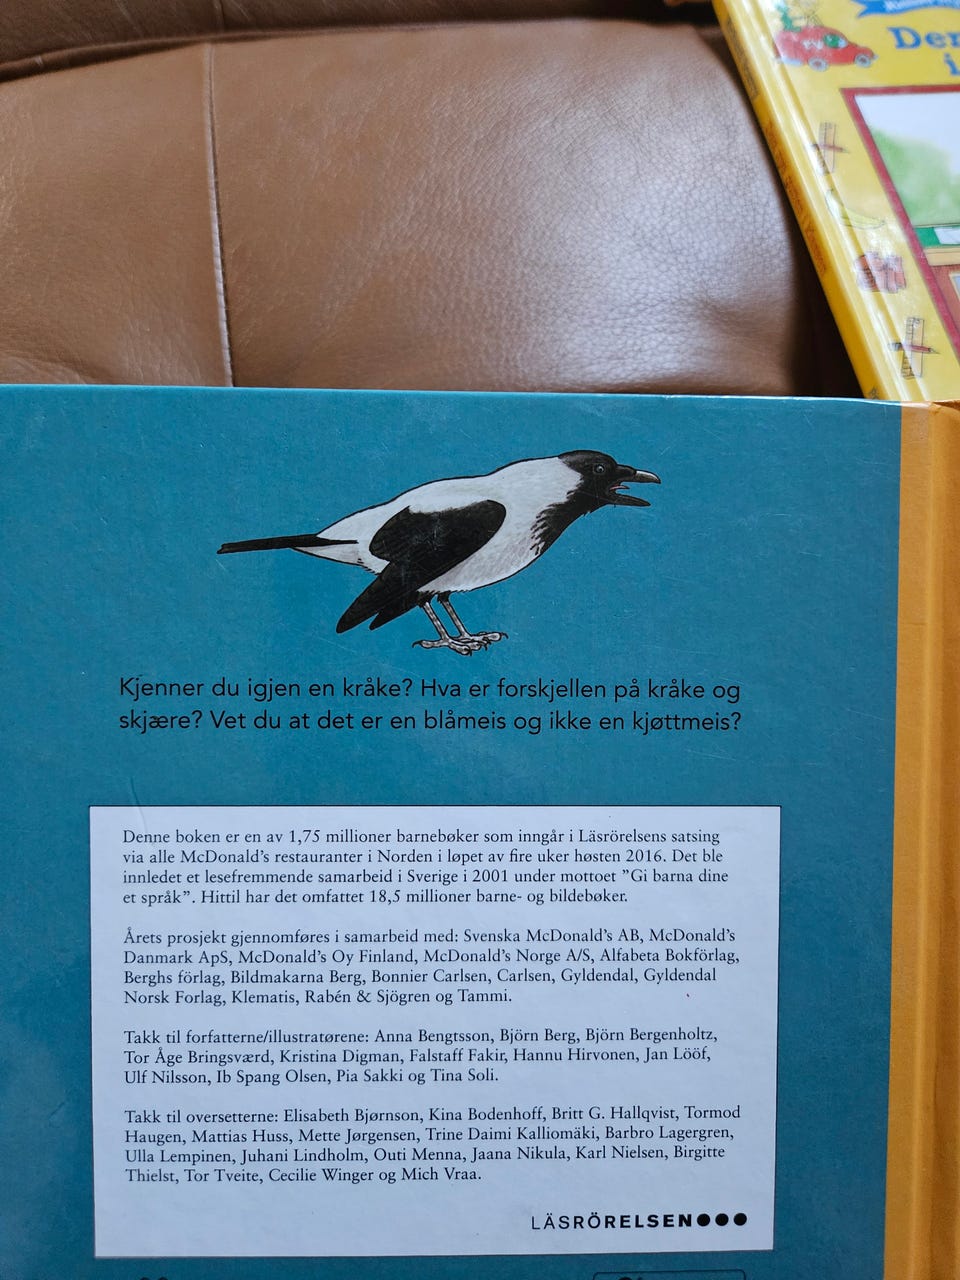 Der
i
Kjenner du igjen en kråke? Hva er forskjellen på kråke og
skjære? Vet du at det er en blåmeis og ikke en kjøttmeis?
Denne boken er en av 1,75 millioner barnebøker som inngår i Läsrörelsens satsing
via alle McDonald's restauranter i Norden i løpet av fire uker høsten 2016. Det ble
innledet et lesefremmende samarbeid i Sverige i 2001 under mottoet ”Gi barna dine
et språk”. Hittil har det omfattet 18,5 millioner barne- og bildebøker.
Årets prosjekt gjennomføres i samarbeid med: Svenska McDonald's AB, McDonald's
Danmark ApS, McDonald's Oy Finland, McDonald's Norge A/S, Alfabeta Bokförlag,
Berghs förlag, Bildmakarna Berg, Bonnier Carlsen, Carlsen, Gyldendal, Gyldendal
Norsk Forlag, Klematis, Rabén & Sjögren og Tammi.
Takk til forfatterne/illustratørene: Anna Bengtsson, Björn Berg, Björn Bergenholtz,
Tor Åge Bringsværd, Kristina Digman, Falstaff Fakir, Hannu Hirvonen, Jan Lööf,
Ulf Nilsson, Ib Spang Olsen, Pia Sakki og Tina Soli.
Takk til oversetterne: Elisabeth Bjørnson, Kina Bodenhoff, Britt G. Hallqvist, Tormod
Haugen, Mattias Huss, Mette Jørgensen, Trine Daimi Kalliomäki, Barbro Lagergren,
Ulla Lempinen, Juhani Lindholm, Outi Menna, Jaana Nikula, Karl Nielsen, Birgitte
Thielst, Tor Tveite, Cecilie Winger og Mich Vraa.
LÄSRÖRELSEN